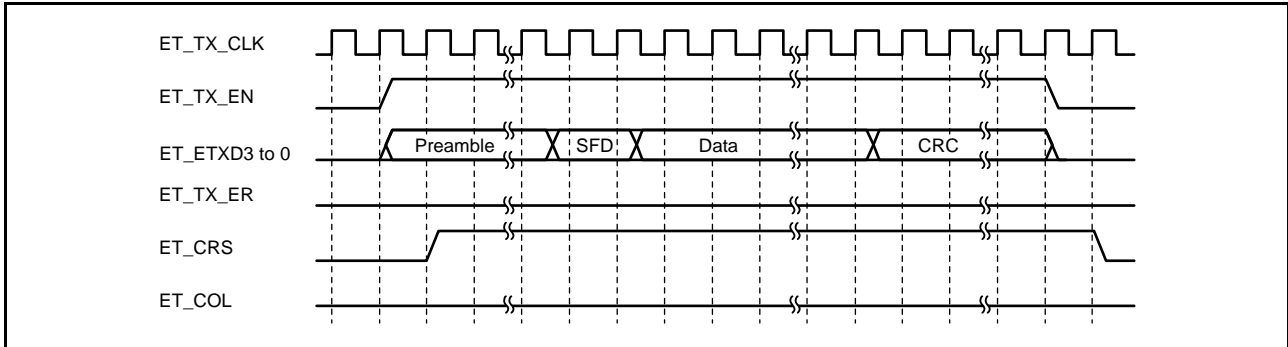 ET_TX_CLK
ET_TX_EN
ET_ETXD3 to 0 Preamble SFD Data CRC
ET_TX_ER
ET_CRS
ET_COL